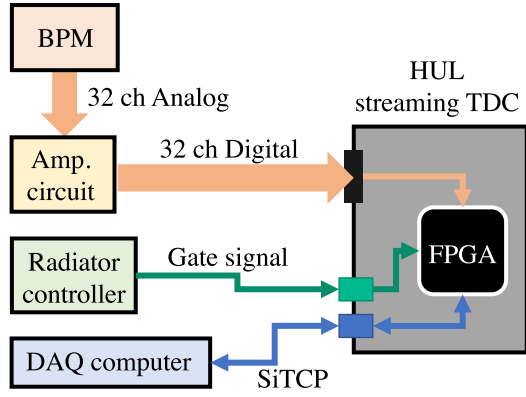 BPM
HUL
streaming TDC
32 ch Analog
Amp.
circuit
32 ch Digital
Radiator
controller
Gate signal
FPGA
DAQ computer
SiTCP